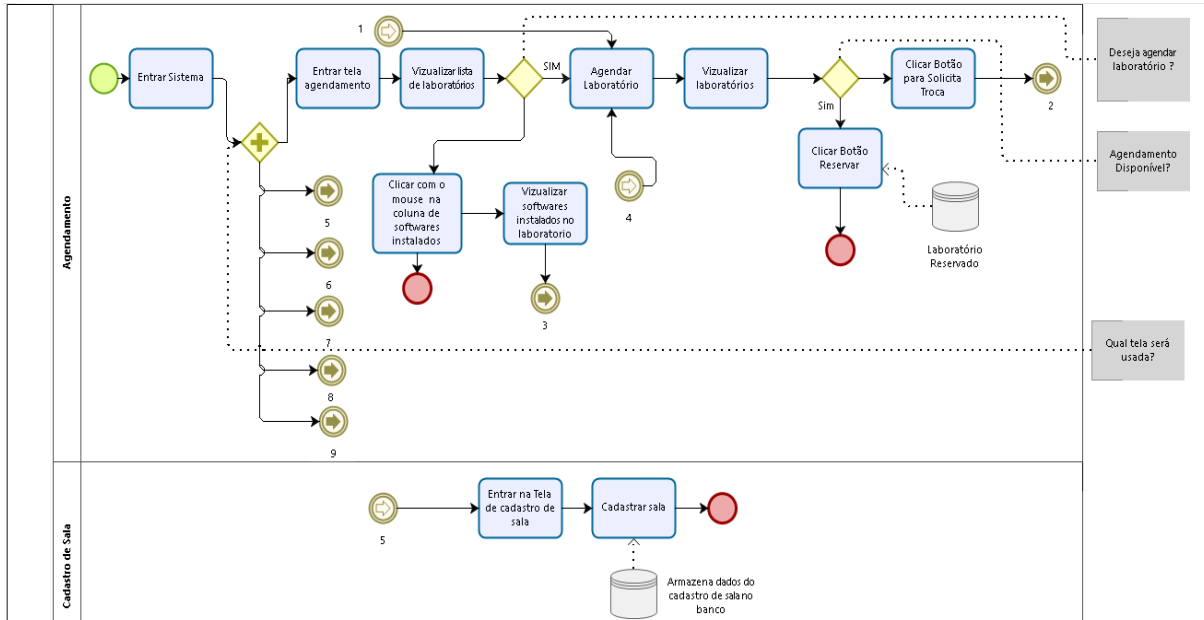 Agendamento
1
Entrar Sistema
Entrar tela
agendamento
Vizualizar lista
de laboratórios
SIM
Agendar
Laboratório
Vizualizar
laboratórios
Clicar Botão
para Solicita
Troca
2
Deseja agendar
laboratório ?
Sim
Clicar Botão
Reservar
Agendamento
Disponível?
Clicar com o
mouse na
coluna de
softwares
instalados
Vizualizar
softwares
instalados no
laboratorio
4
5
Laboratório
Reservado
6
3
7
Qual tela será
usada?
8
9
Cadastro de Sala
5
Entrar na Tela
de cadastro de
sala
Cadastrar sala
Armazena dados do
cadastro de sala no
banco